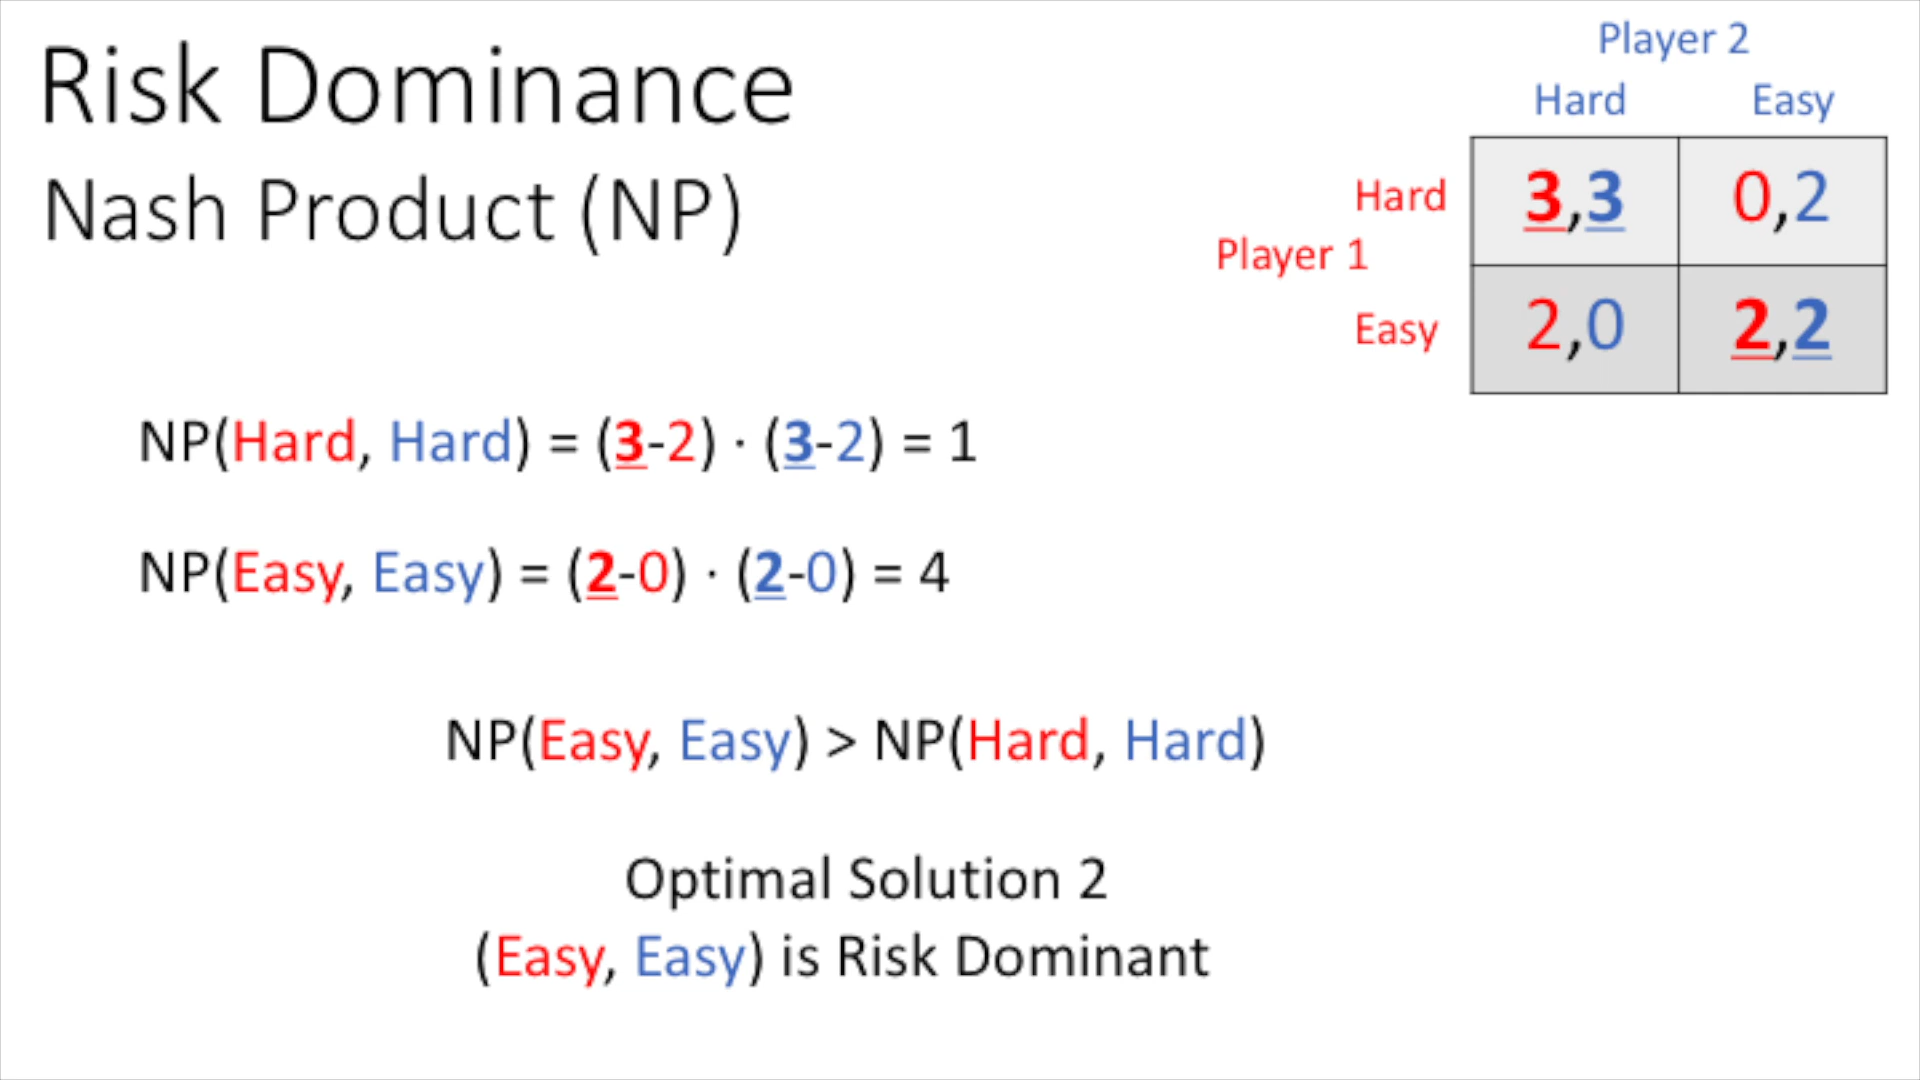 Risk Dominance
Nash Product (NP)
Player 2
Hard Easy
Hard 3,3 0,2
Player 1
Easy 2,0 2,2
NP(Hard, Hard) = (3-2) · (3-2) = 1
NP(Easy, Easy) = (2-0) · (2-0) = 4
NP(Easy, Easy) > NP(Hard, Hard)
Optimal Solution 2
(Easy, Easy) is Risk Dominant